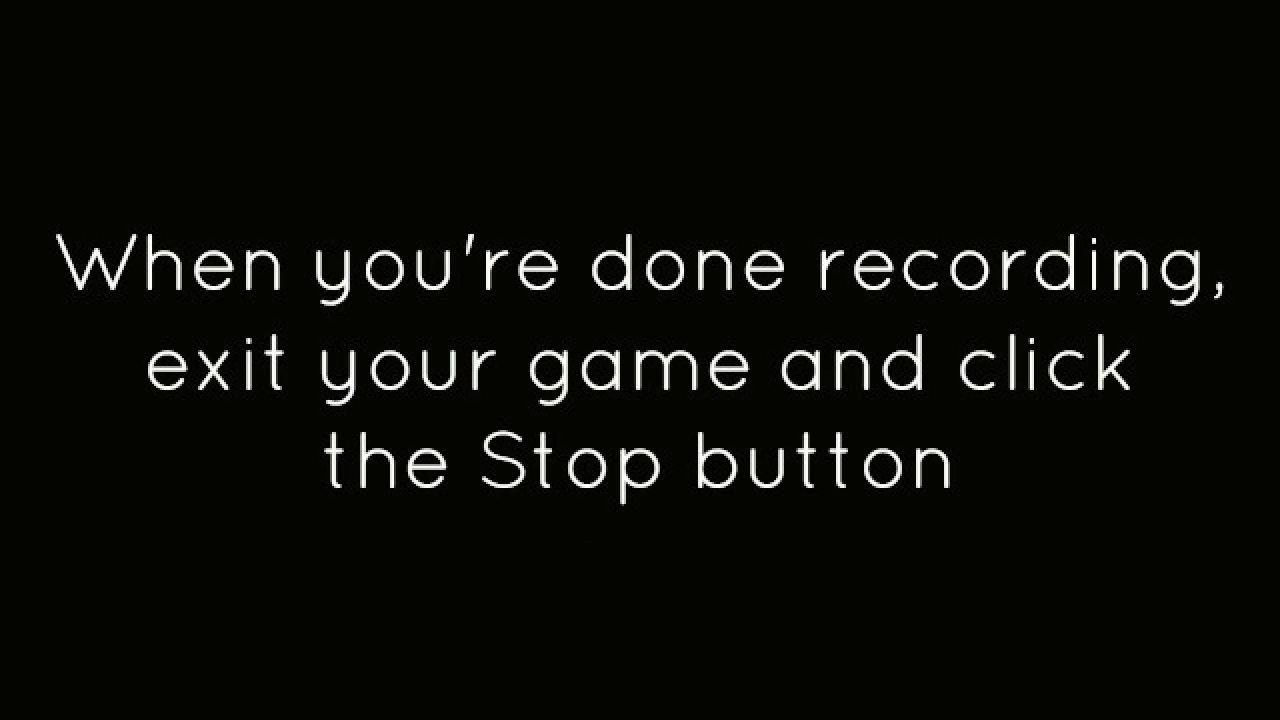 When you're done recording,
exit your game and click
the Stop button